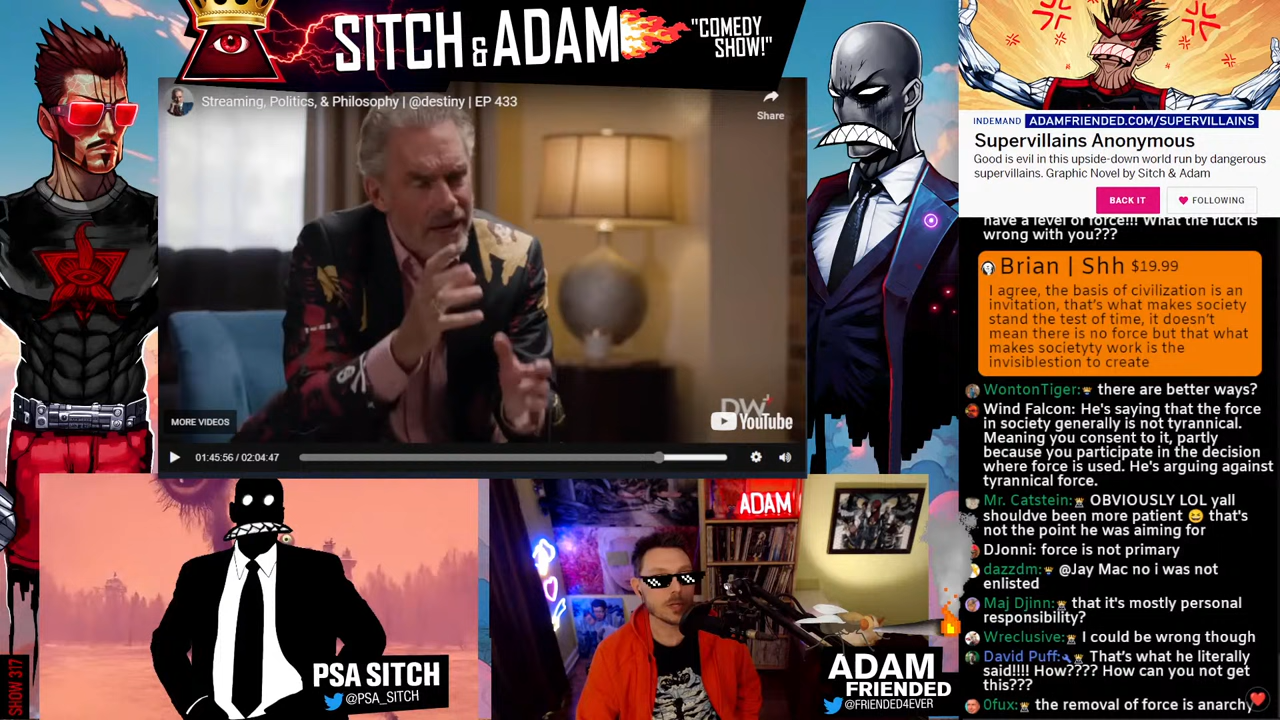 SITCH & ADAM
"COMEDY
SHOW!"
Streaming, Politics, & Philosophy | @destiny | EP 433
Share
MORE VIDEOS
DW+
YouTube
01:45:56 / 02:04:47
INDEMAND
ADAMFRIENDED.COM/SUPERVILLAINS
Supervillains Anonymous
Good is evil in this upside-down world run by dangerous
supervillains. Graphic Novel by Sitch & Adam
BACK IT
FOLLOWING
have a level of force!!! What the fuck is
wrong with you???
Brian | Shh $19.99
I agree, the basis of civilization is an
invitation, that's what makes society
stand the test of time, it doesn't
mean there is no force but that what
makes societyty work is the
invisiblestion to create
WontonTiger: there are better ways?
Wind Falcon: He's saying that the force
in society generally is not tyrannical.
Meaning you consent to it, partly
because you participate in the decision
where force is used. He's arguing against
tyrannical force.
Mr. Catstein: OBVIOUSLY LOL yall
shouldve been more patient 😆 that's
not the point he was aiming for
DJonni: force is not primary
dazzdm: @Jay Mac no i was not
enlisted
Maj Djinn: that it's mostly personal
responsibility?
Wreclusive: I could be wrong though
David Puff: That's what he literally
said!!!! How???? How can you not get
this???
0fux: the removal of force is anarchy
ADAM
PSA SITCH
@PSA_SITCH
ADAM
FRIENDED
@FRIENDED4EVER
SHOW 317